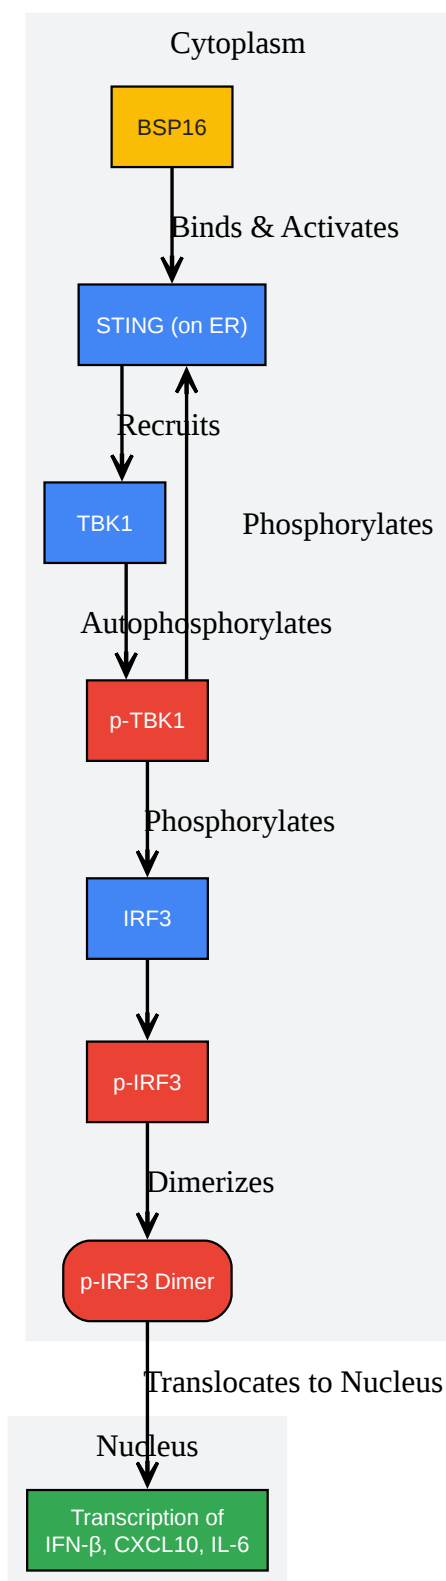 Cytoplasm
BSP16
Binds & Activates
STING (on ER)
Recruits
TBK1
Phosphorylates
Autophosphorylates
p-TBK1
Phosphorylates
IRF3
p-IRF3
Dimerizes
p-IRF3 Dimer
Translocates to Nucleus
Nucleus
Transcription of
IFN-β, CXCL10, IL-6